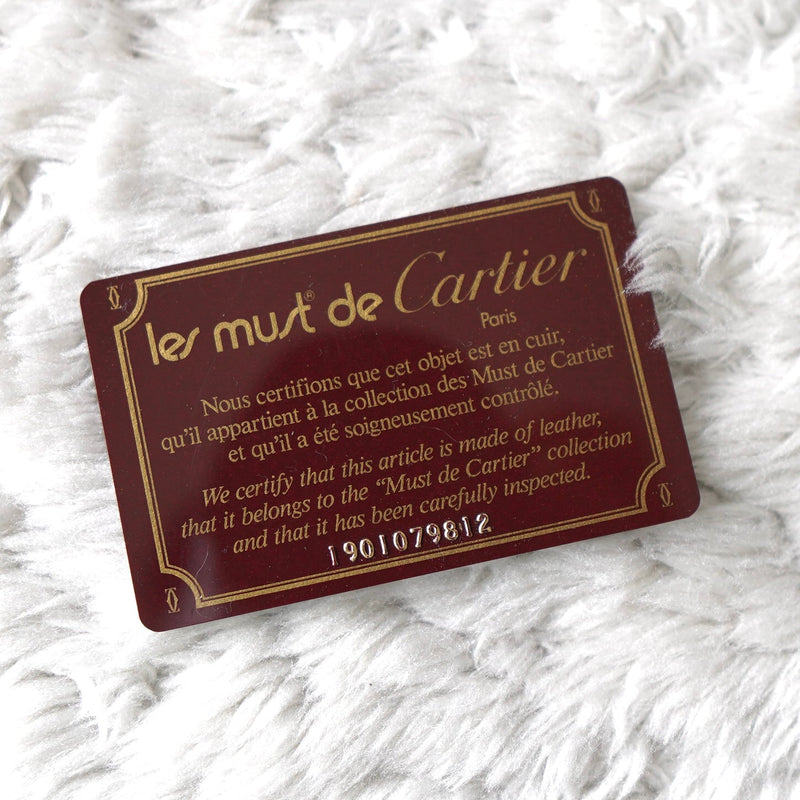 les must® de Cartier
Paris
Nous certifions que cet objet est en cuir,
qu'il appartient à la collection des Must de Cartier
et qu'il a été soigneusement contrôlé.
We certify that this article is made of leather,
that it belongs to the “Must de Cartier” collection
and that it has been carefully inspected.
1901079812